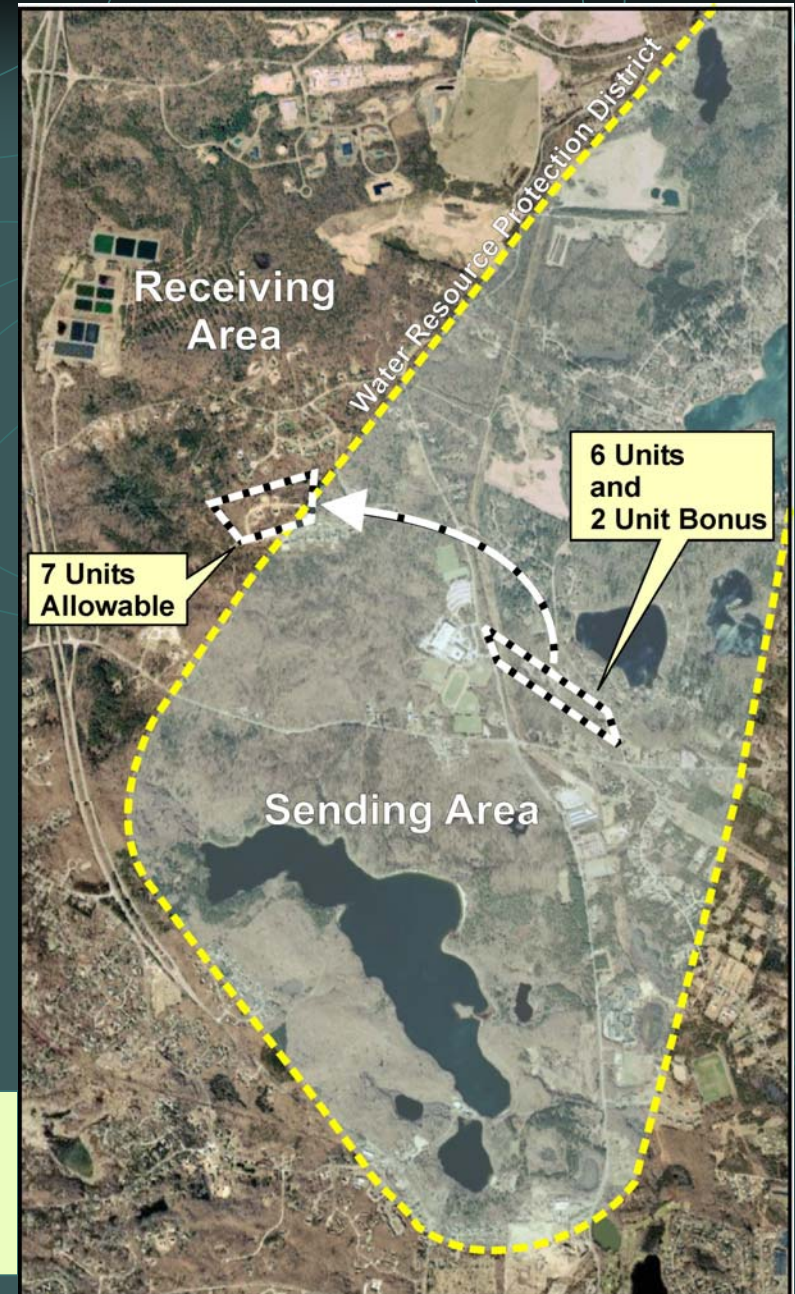 Water Resource Protection District
Receiving
Area
6 Units
and
2 Unit Bonus
7 Units
Allowable
Sending Area